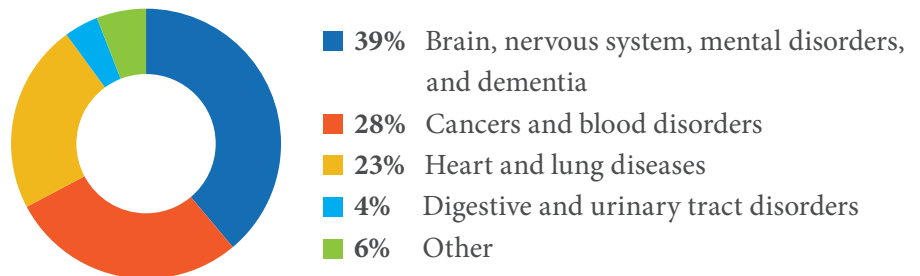 39% Brain, nervous system, mental disorders,
and dementia
28% Cancers and blood disorders
23% Heart and lung diseases
4% Digestive and urinary tract disorders
6% Other